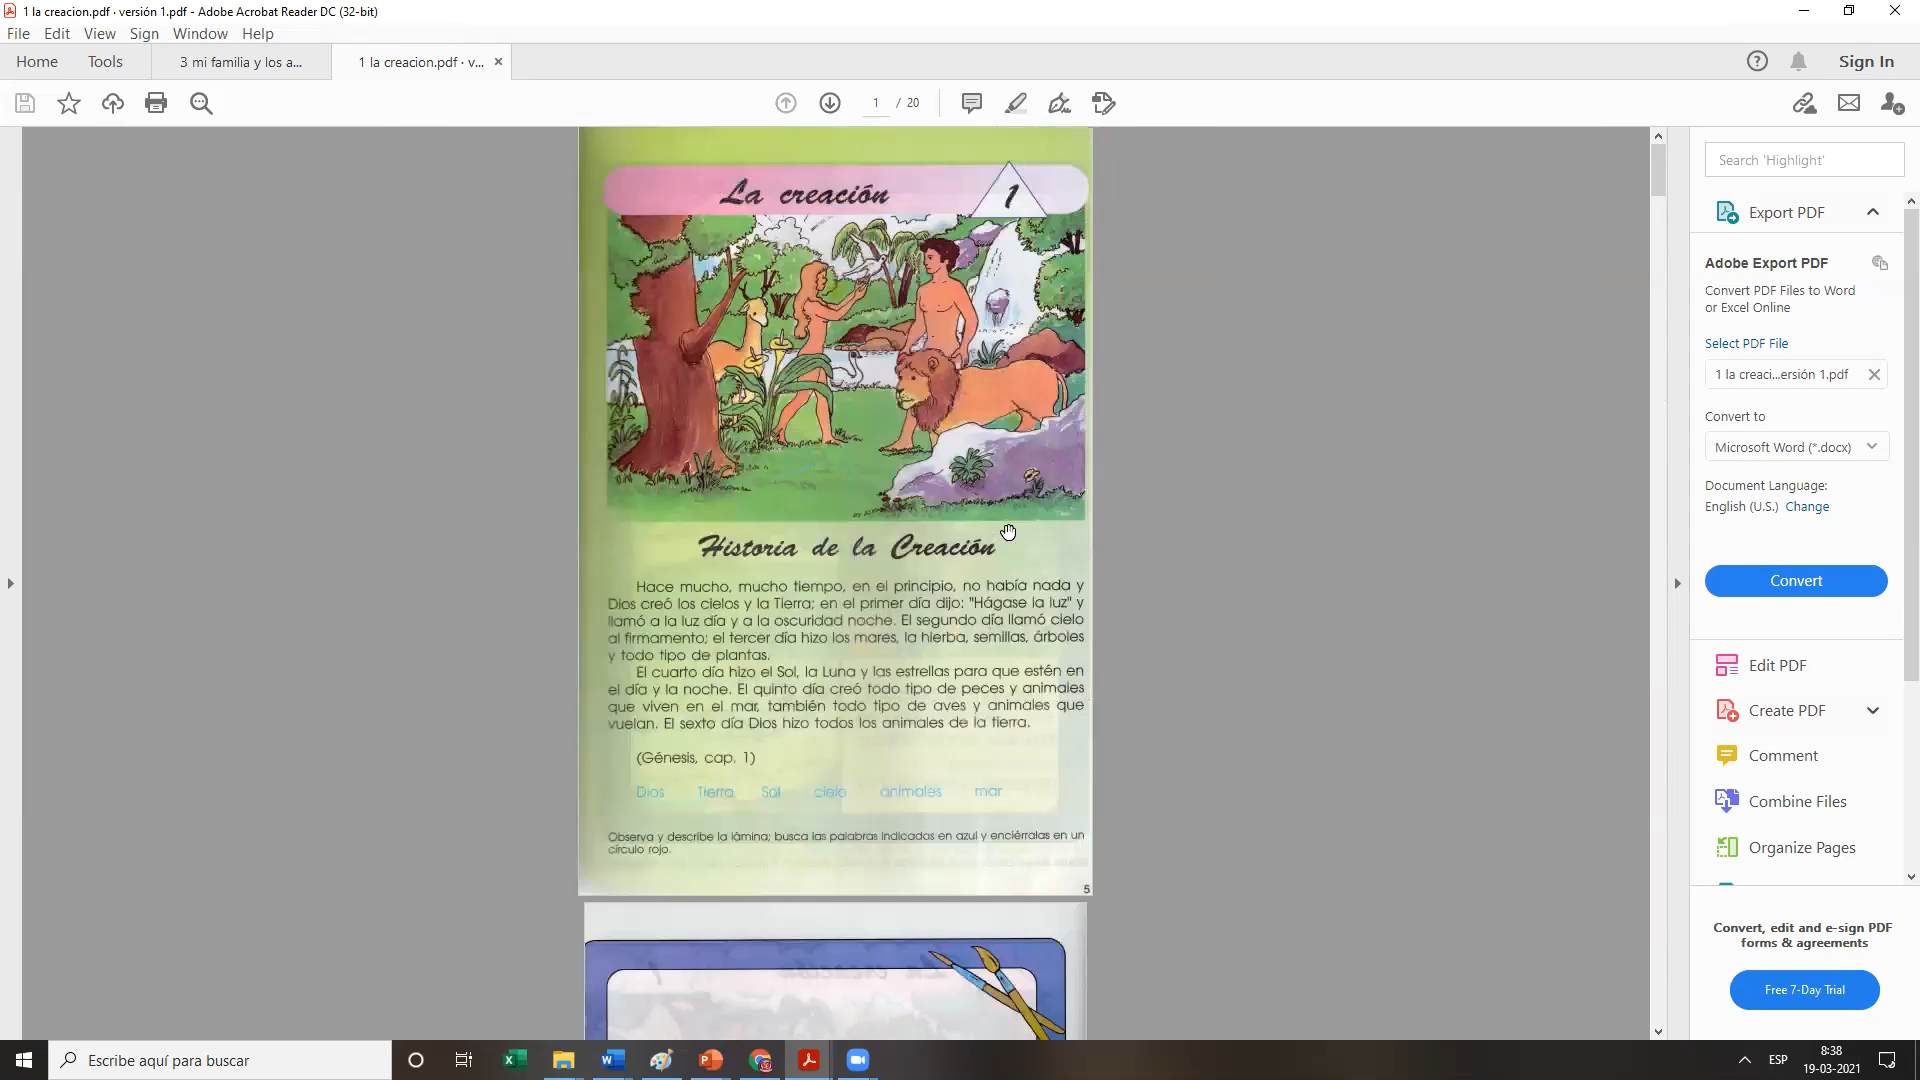 1 la creacion.pdf · versión 1.pdf - Adobe Acrobat Reader DC (32-bit)
File Edit View Sign Window Help
Home Tools 3 mi familia y los a... 1 la creacion.pdf · v... Sign In
1 / 20
Search 'Highlight'
La creación 1
Export PDF
Adobe Export PDF
Convert PDF Files to Word
or Excel Online
Select PDF File
1 la creaci...ersión 1.pdf
Convert to
Microsoft Word (*.docx)
Document Language:
English (U.S.) Change
Convert
Edit PDF
Create PDF
Comment
Combine Files
Organize Pages
Convert, edit and e-sign PDF
forms & agreements
Free 7-Day Trial
Historia de la Creación
Hace mucho, mucho tiempo, en el principio, no había nada y
Dios creó los cielos y la Tierra; en el primer día dijo: "Hágase la luz" y
llamó a la luz día y a la oscuridad noche. El segundo día llamó cielo
al firmamento; el tercer día hizo los mares, la hierba, semillas, árboles
y todo tipo de plantas.
El cuarto día hizo el Sol, la Luna y las estrellas para que estén en
el día y la noche. El quinto día creó todo tipo de peces y animales
que viven en el mar, también todo tipo de aves y animales que
vuelan. El sexto día Dios hizo todos los animales de la tierra.
(Génesis, cap. 1)
Dios Tierra Sol cielo animales mar
Observa y describe la lámina; busca las palabras indicadas en azul y enciérralas en un
círculo rojo.
5
Escribe aquí para buscar
ESP
8:38
19-03-2021